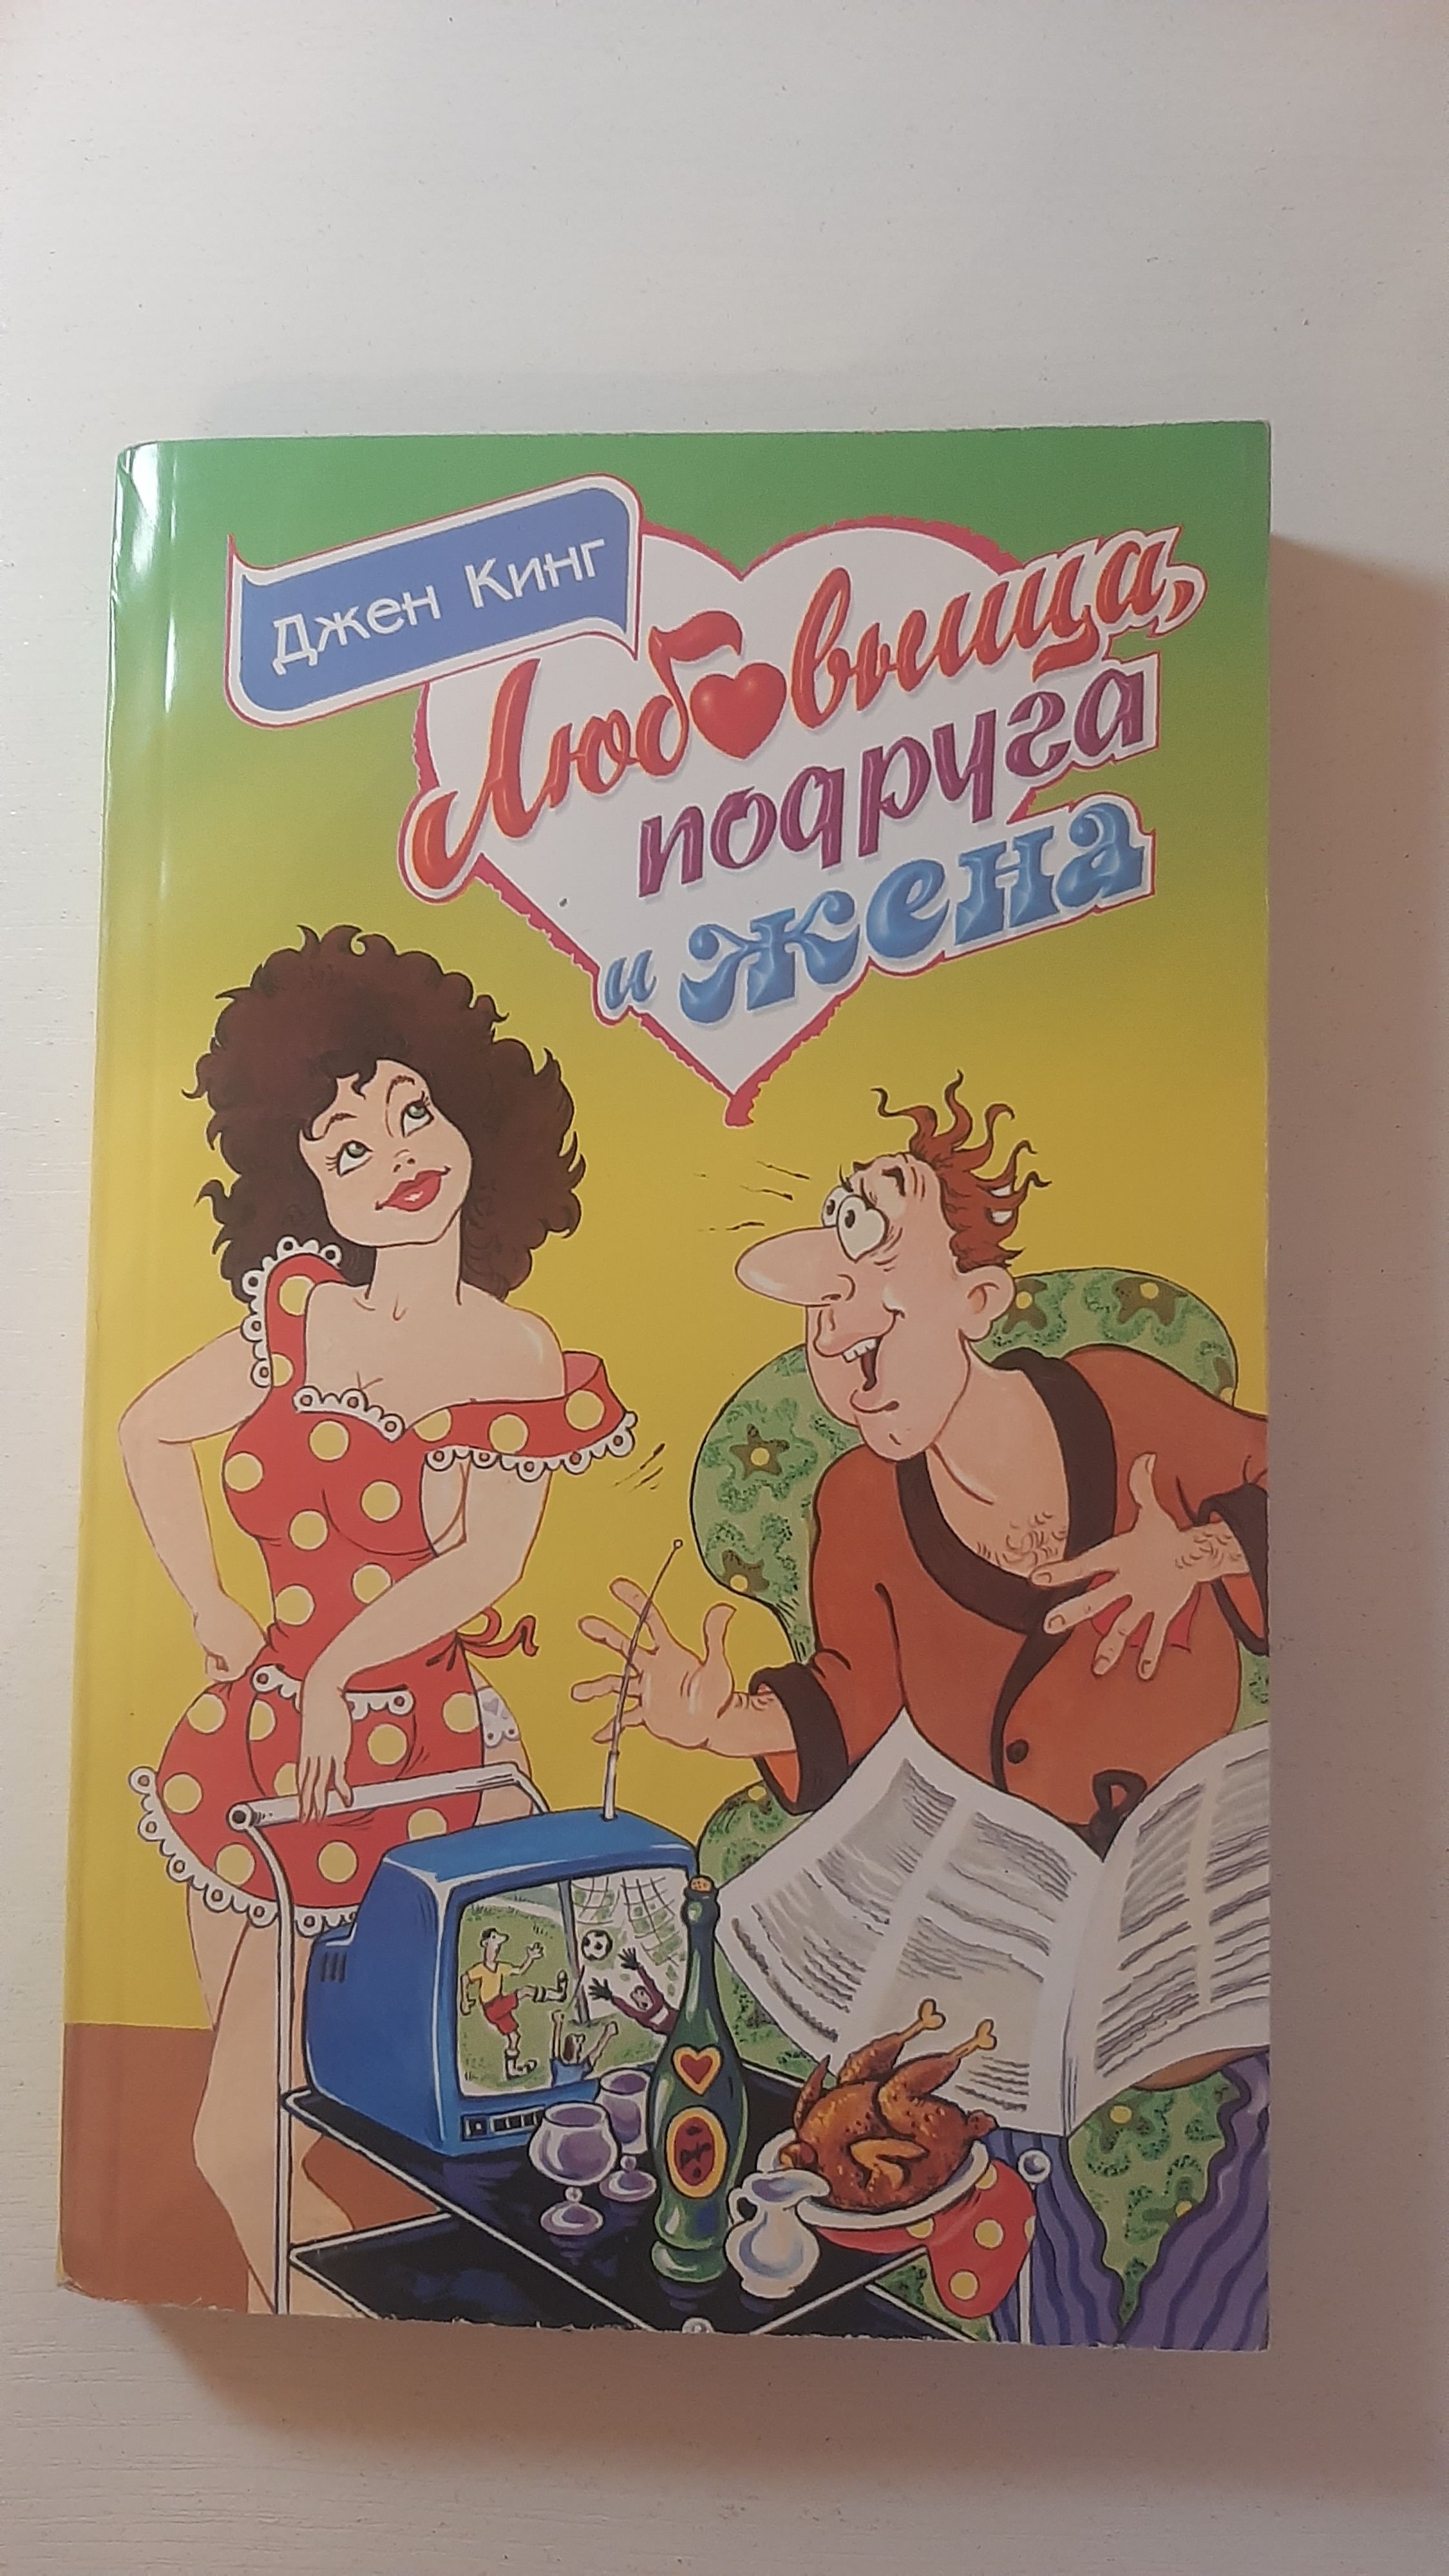 Джен Кинг
Любовница,
подруга
и жена